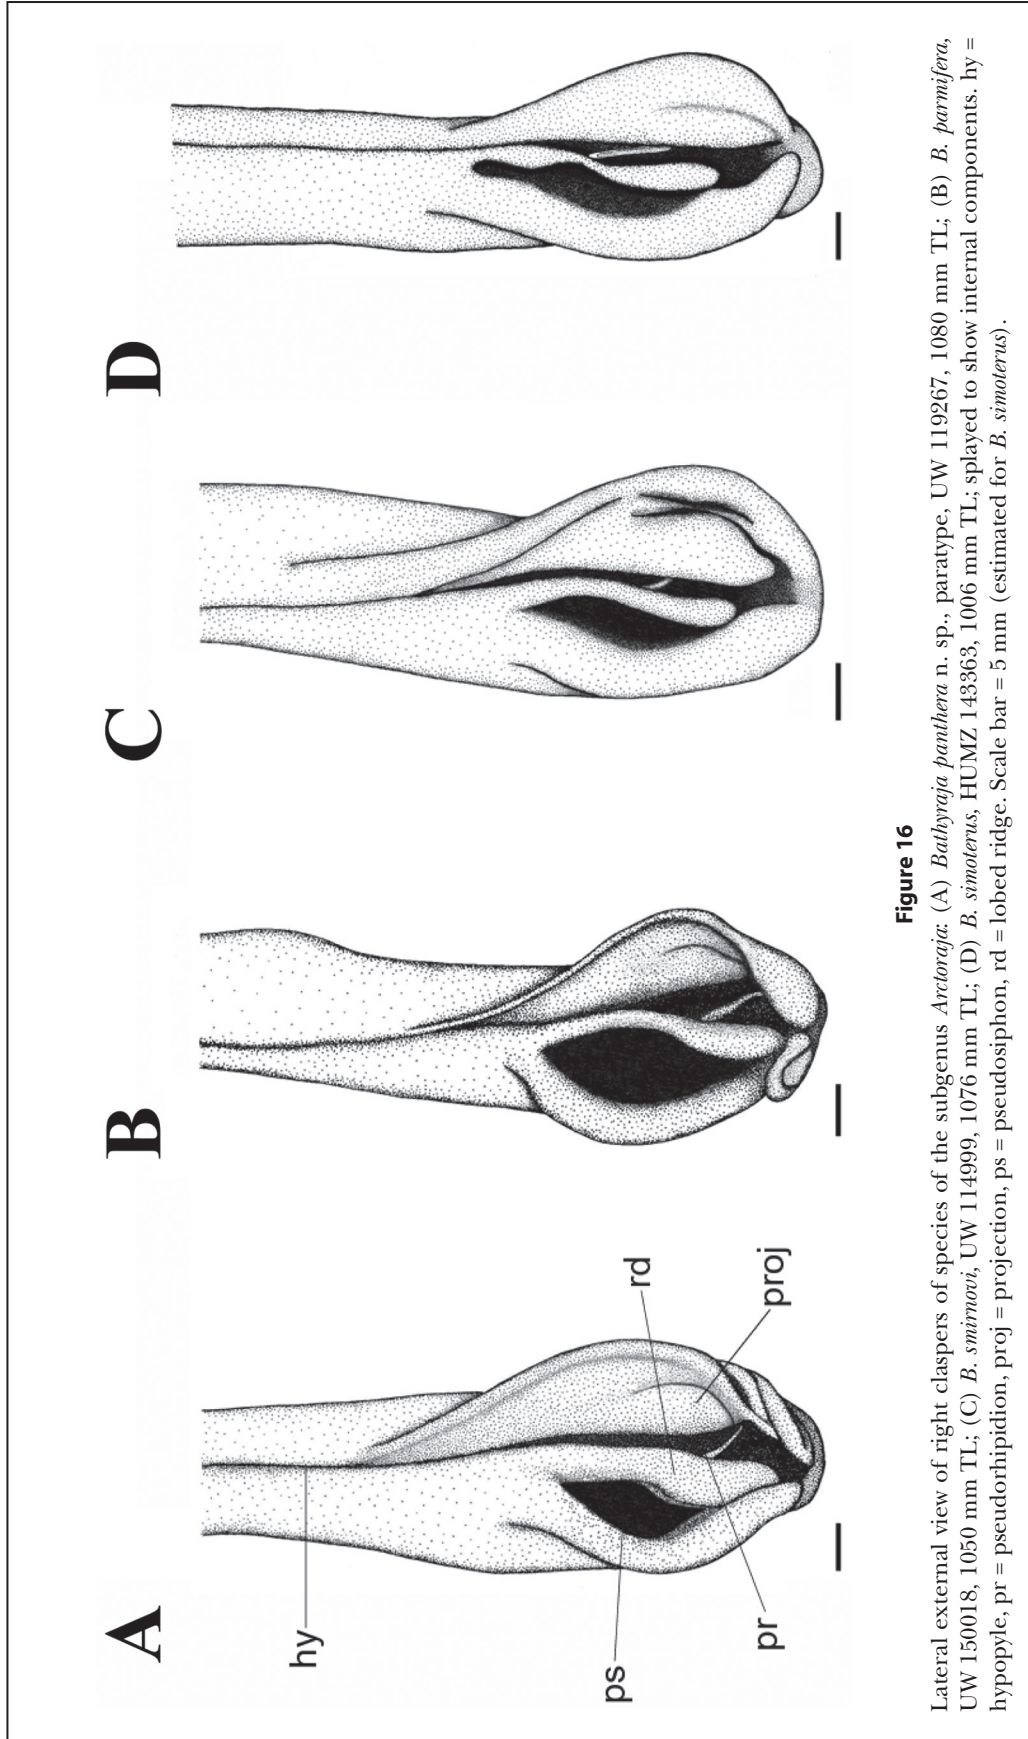 A
B
C
D
hy
ps
pr
rd
proj
Figure 16
Lateral external view of right claspers of species of the subgenus Arctoraja: (A) Bathyraja panthera n. sp., paratype, UW 119267, 1080 mm TL; (B) B. parmifera,
UW 150018, 1050 mm TL; (C) B. smirnovi, UW 114999, 1076 mm TL; (D) B. simoterus, HUMZ 143363, 1006 mm TL; splayed to show internal components. hy =
hypopyle, pr = pseudorhipidion, proj = projection, ps = pseudosiphon, rd = lobed ridge. Scale bar = 5 mm (estimated for B. simoterus).